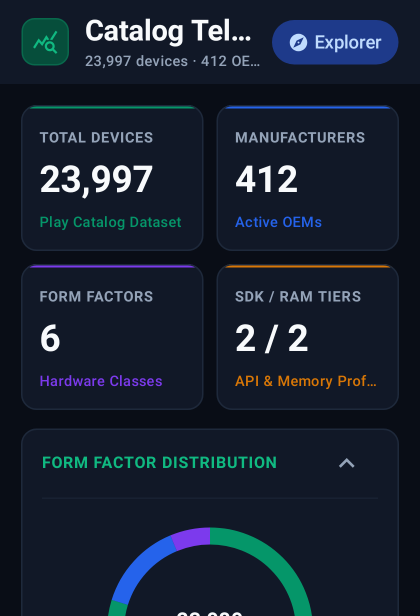 Catalog Tel…
23,997 devices · 412 OE…
Explorer
TOTAL DEVICES
23,997
Play Catalog Dataset
MANUFACTURERS
412
Active OEMs
FORM FACTORS
6
Hardware Classes
SDK / RAM TIERS
2 / 2
API & Memory Prof…
FORM FACTOR DISTRIBUTION